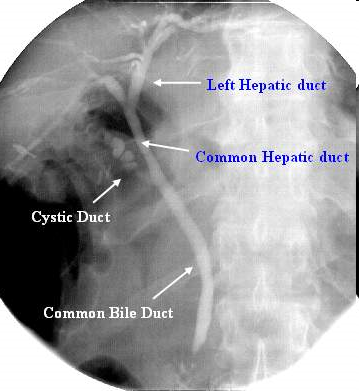 Left Hepatic duct
Common Hepatic duct
Cystic Duct
Common Bile Duct